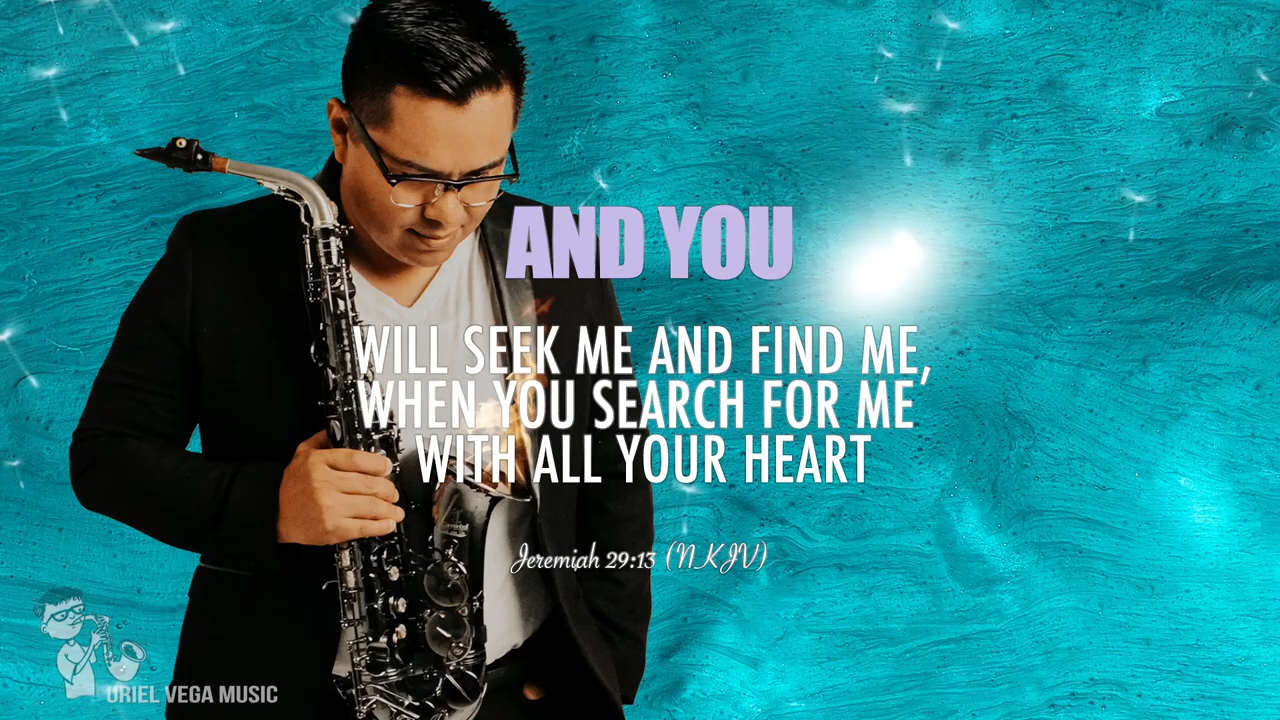 AND YOU
WILL SEEK ME AND FIND ME,
WHEN YOU SEARCH FOR ME
WITH ALL YOUR HEART
Jeremiah 29:13 (NKJV)
URIEL VEGA MUSIC